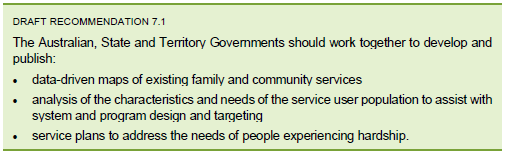 DRAFT RECOMMENDATION 7.1
The Australian, State and Territory Governments should work together to develop and
publish:
• data-driven maps of existing family and community services
• analysis of the characteristics and needs of the service user population to assist with
system and program design and targeting
• service plans to address the needs of people experiencing hardship.